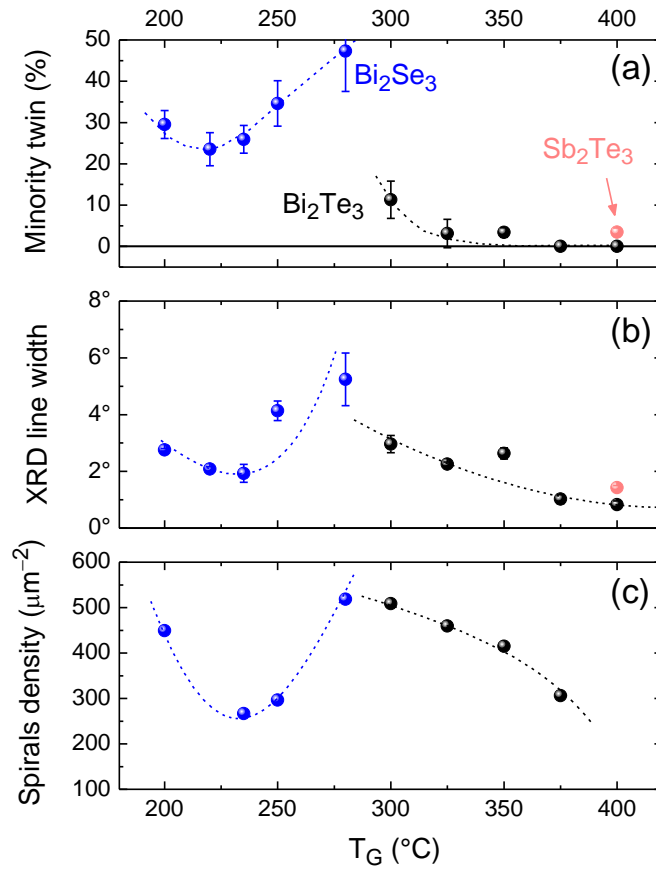 200 250 300 350 400
50
40
30
20
10
0
Minority twin (%)
(a)
Bi₂Se₃
Sb₂Te₃
Bi₂Te₃
8°
6°
4°
2°
0°
XRD line width
(b)
600
500
400
300
200
100
Spirals density (μm⁻²)
(c)
200 250 300 350 400
T_G (°C)